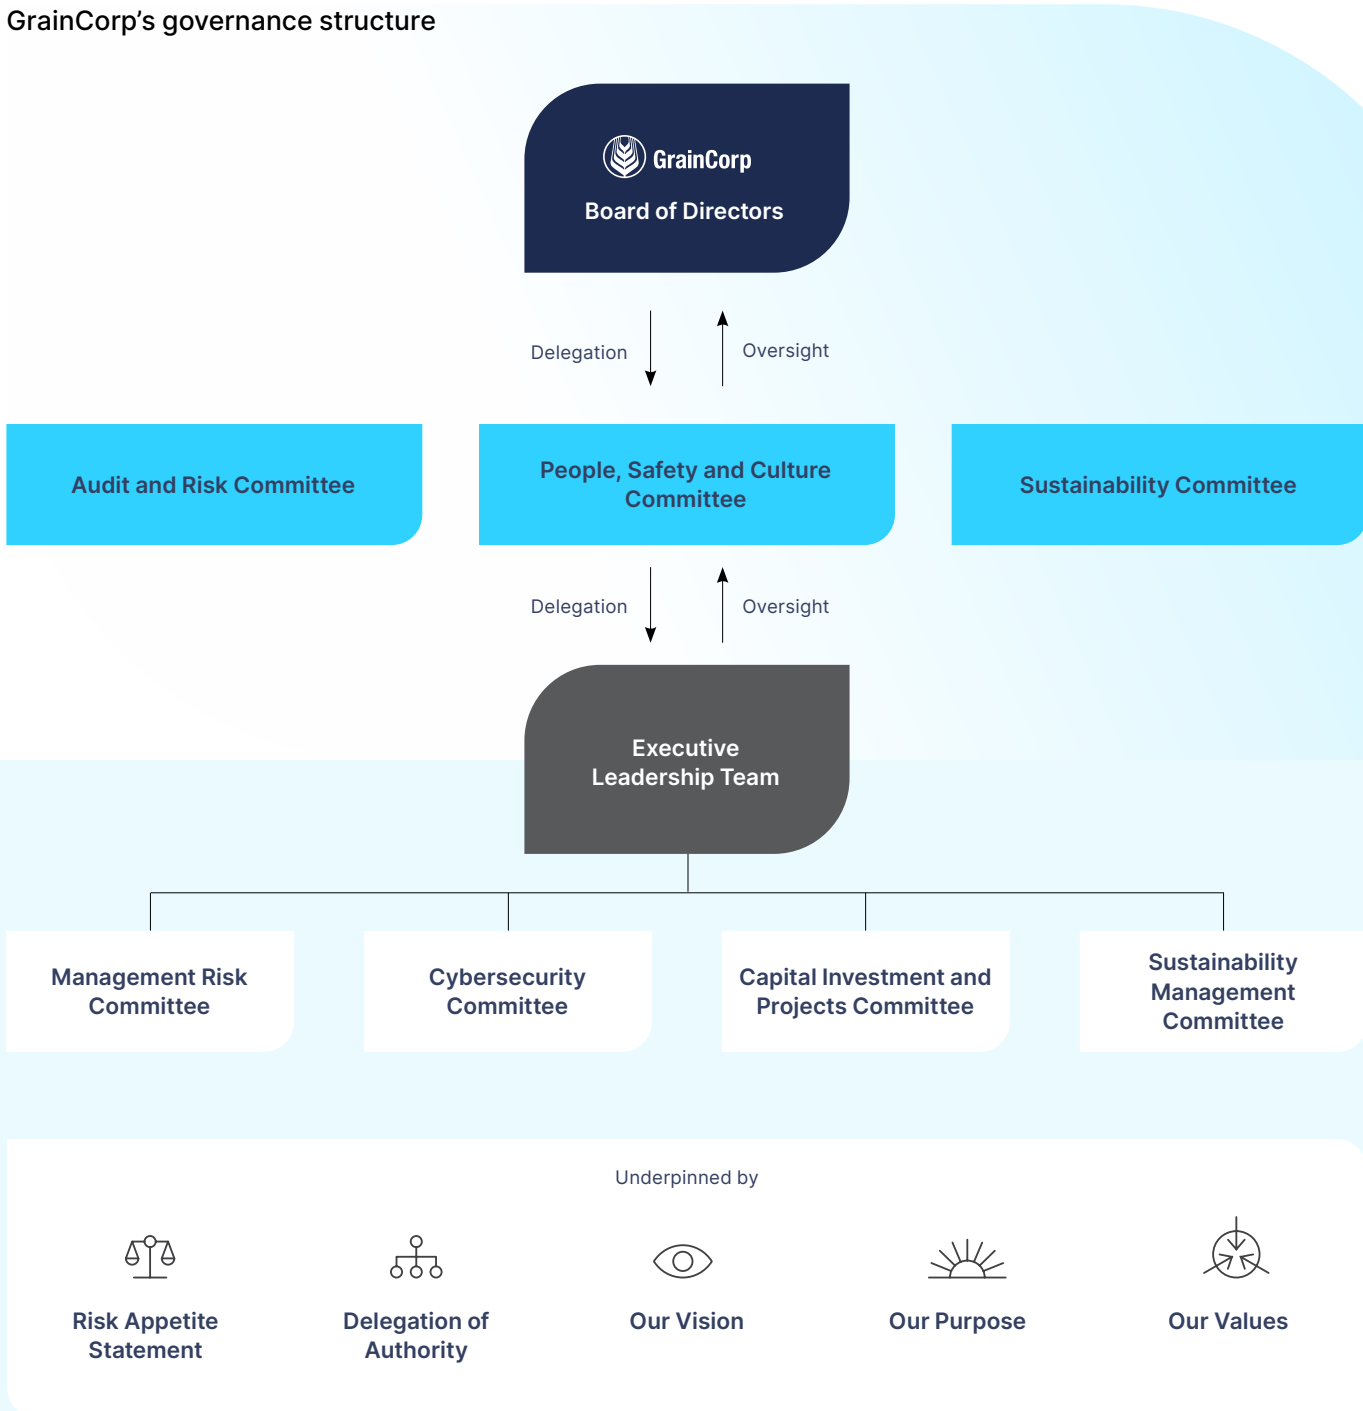 GrainCorp's governance structure
GrainCorp
Board of Directors
Delegation
Oversight
Audit and Risk Committee
People, Safety and Culture
Committee
Sustainability Committee
Delegation
Oversight
Executive
Leadership Team
Management Risk
Committee
Cybersecurity
Committee
Capital Investment and
Projects Committee
Sustainability
Management
Committee
Underpinned by
Risk Appetite
Statement
Delegation of
Authority
Our Vision
Our Purpose
Our Values